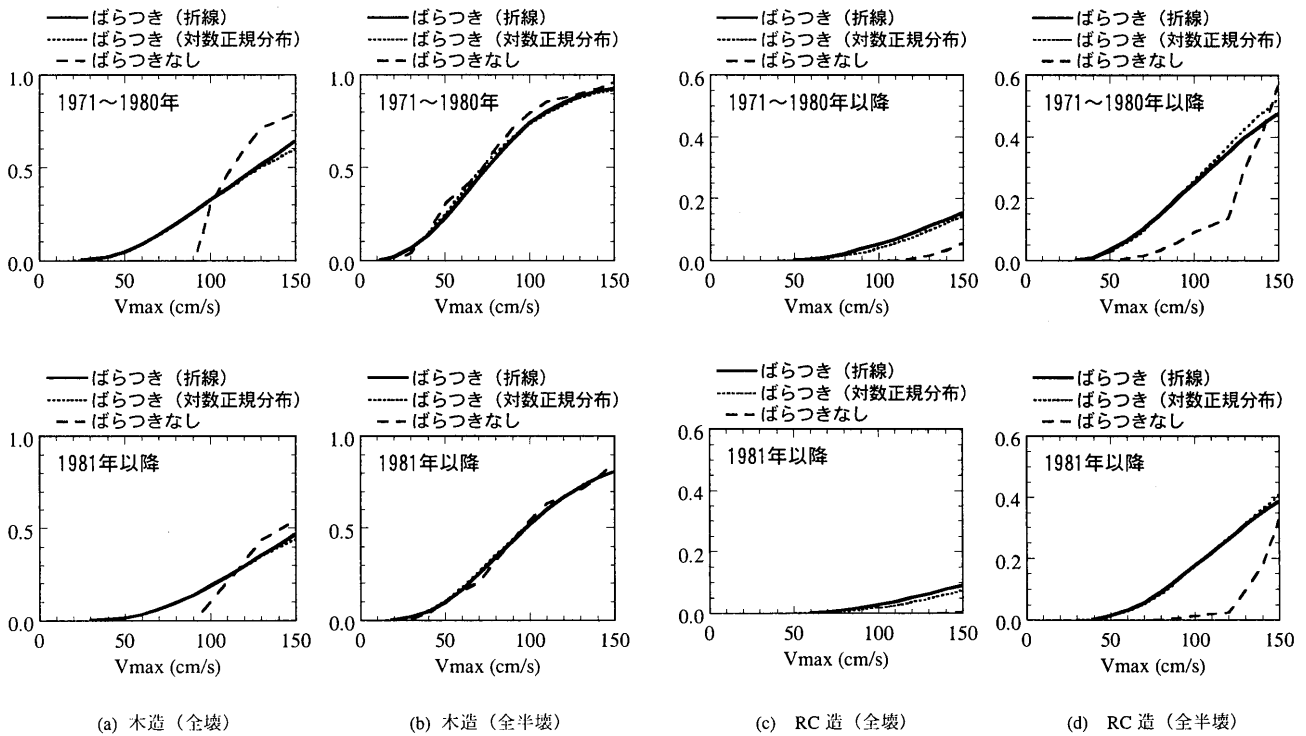 ばらつき（折線）
ばらつき（対数正規分布）
ばらつきなし
1.0
0.5
0.0
1971～1980年
0
50
100
150
Vmax (cm/s)
ばらつき（折線）
ばらつき（対数正規分布）
ばらつきなし
1.0
0.5
0.0
1971～1980年
0
50
100
150
Vmax (cm/s)
ばらつき（折線）
ばらつき（対数正規分布）
ばらつきなし
0.6
0.4
0.2
0.0
1971～1980年以降
0
50
100
150
Vmax (cm/s)
ばらつき（折線）
ばらつき（対数正規分布）
ばらつきなし
0.6
0.4
0.2
0.0
1971～1980年以降
0
50
100
150
Vmax (cm/s)
ばらつき（折線）
ばらつき（対数正規分布）
ばらつきなし
1.0
0.5
0.0
1981年以降
0
50
100
150
Vmax (cm/s)
ばらつき（折線）
ばらつき（対数正規分布）
ばらつきなし
1.0
0.5
0.0
1981年以降
0
50
100
150
Vmax (cm/s)
ばらつき（折線）
ばらつき（対数正規分布）
ばらつきなし
0.6
0.4
0.2
0.0
1981年以降
0
50
100
150
Vmax (cm/s)
ばらつき（折線）
ばらつき（対数正規分布）
ばらつきなし
0.6
0.4
0.2
0.0
1981年以降
0
50
100
150
Vmax (cm/s)
(a) 木造（全壊）
(b) 木造（全半壊）
(c) RC 造（全壊）
(d) RC 造（全半壊）